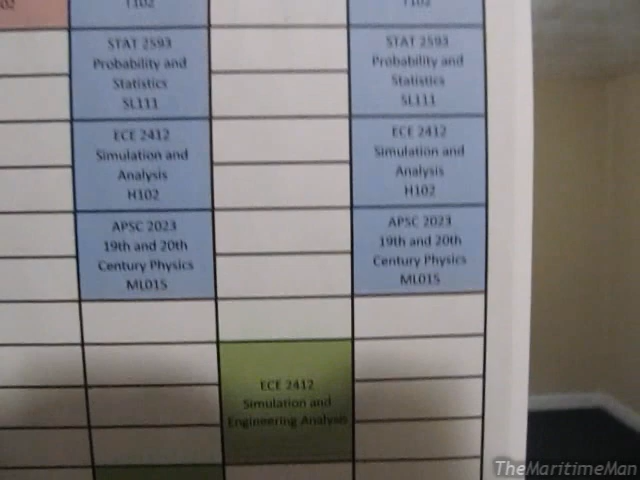 T102
T102
STAT 2593
Probability and
Statistics
SL111
STAT 2593
Probability and
Statistics
SL111
ECE 2412
Simulation and
Analysis
H102
ECE 2412
Simulation and
Analysis
H102
APSC 2023
19th and 20th
Century Physics
ML015
APSC 2023
19th and 20th
Century Physics
ML015
ECE 2412
Simulation and
Engineering Analysis
TheMaritimeMan